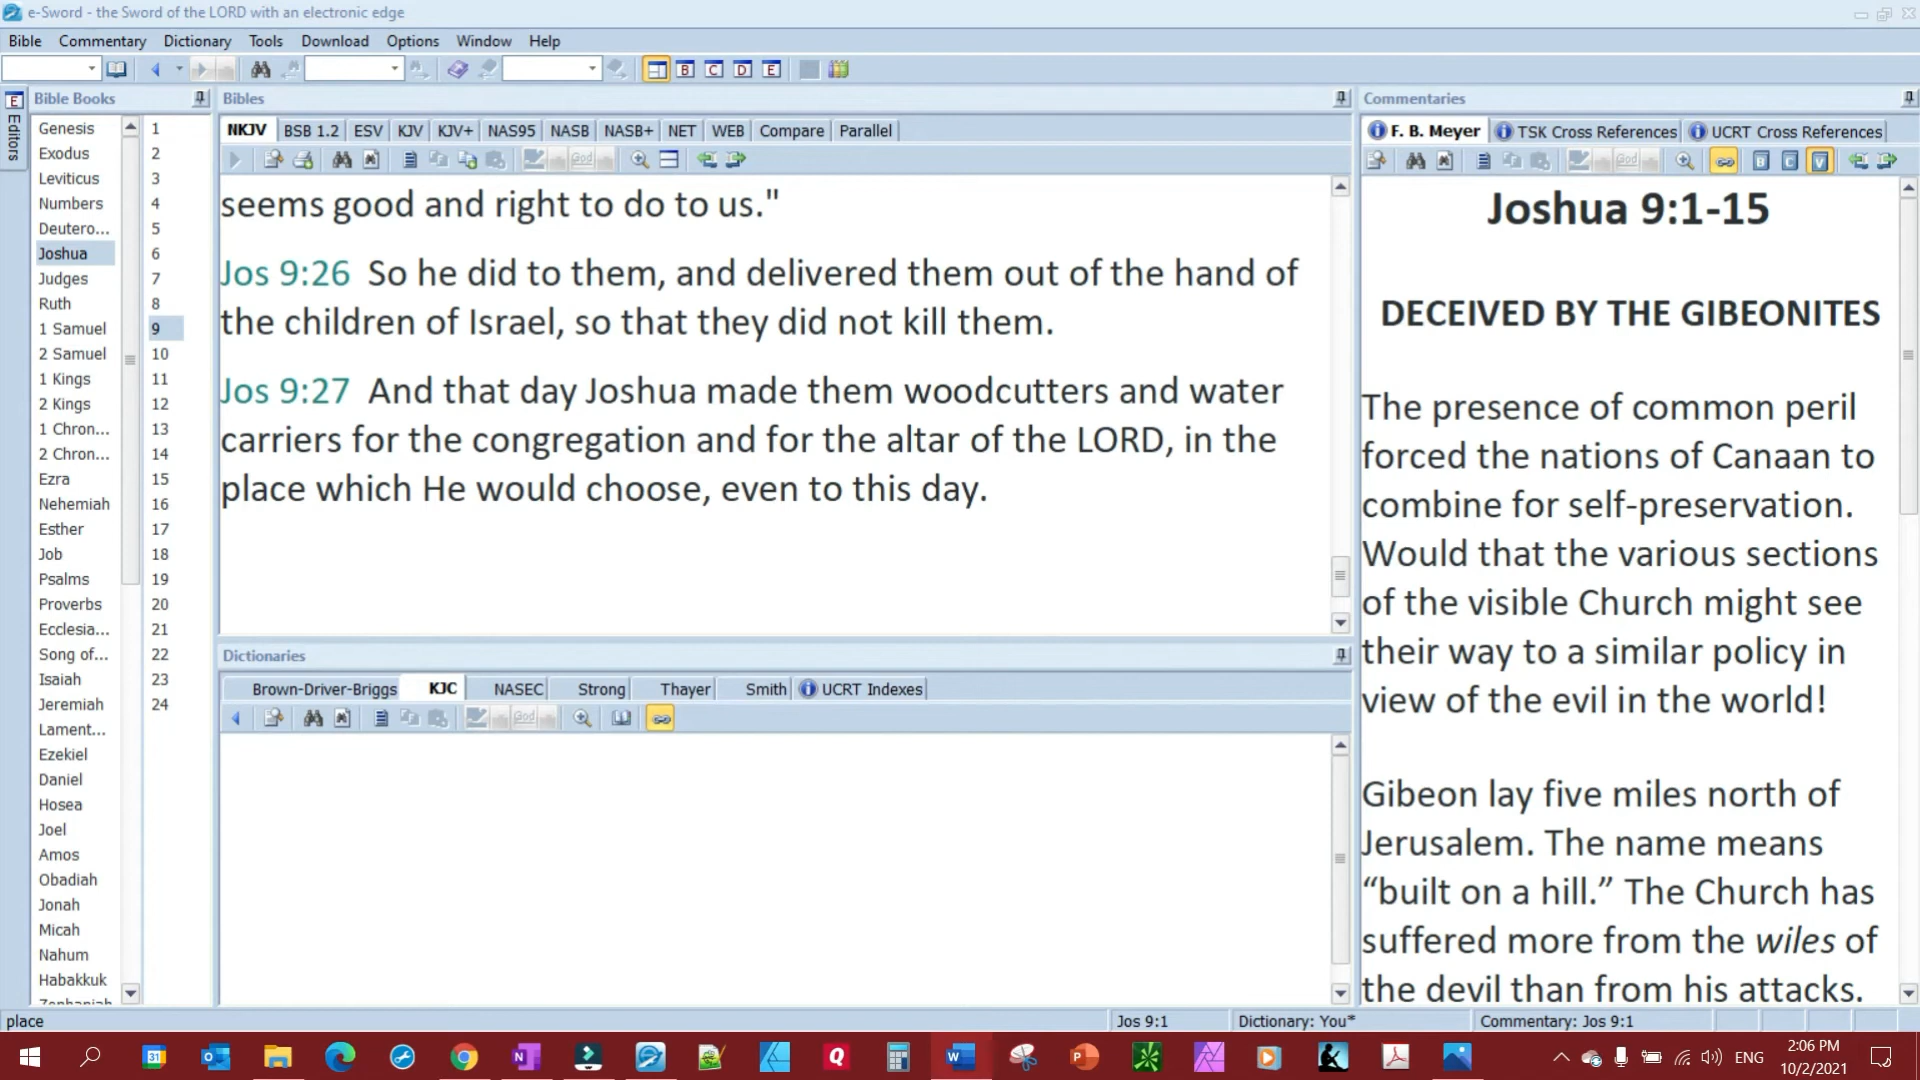 e-Sword - the Sword of the LORD with an electronic edge
Bible Commentary Dictionary Tools Download Options Window Help
B C D E
E Bible Books
Editors
Genesis
Exodus
Leviticus
Numbers
Deutero...
Joshua
Judges
Ruth
1 Samuel
2 Samuel
1 Kings
2 Kings
1 Chron...
2 Chron...
Ezra
Nehemiah
Esther
Job
Psalms
Proverbs
Ecclesia...
Song of...
Isaiah
Jeremiah
Lament...
Ezekiel
Daniel
Hosea
Joel
Amos
Obadiah
Jonah
Micah
Nahum
Habakkuk
Zephaniah
1
2
3
4
5
6
7
8
9
10
11
12
13
14
15
16
17
18
19
20
21
22
23
24
Bibles
NKJV BSB 1.2 ESV KJV KJV+ NAS95 NASB NASB+ NET WEB Compare Parallel
God
seems good and right to do to us."
Jos 9:26 So he did to them, and delivered them out of the hand of
the children of Israel, so that they did not kill them.
Jos 9:27 And that day Joshua made them woodcutters and water
carriers for the congregation and for the altar of the LORD, in the
place which He would choose, even to this day.
Dictionaries
Brown-Driver-Briggs KJC NASEC Strong Thayer Smith UCRT Indexes
God
Commentaries
F. B. Meyer TSK Cross References UCRT Cross References
God B C V
Joshua 9:1-15
DECEIVED BY THE GIBEONITES
The presence of common peril
forced the nations of Canaan to
combine for self-preservation.
Would that the various sections
of the visible Church might see
their way to a similar policy in
view of the evil in the world!
Gibeon lay five miles north of
Jerusalem. The name means
“built on a hill.” The Church has
suffered more from the wiles of
the devil than from his attacks.
place Jos 9:1 Dictionary: You* Commentary: Jos 9:1
ENG
2:06 PM
10/2/2021